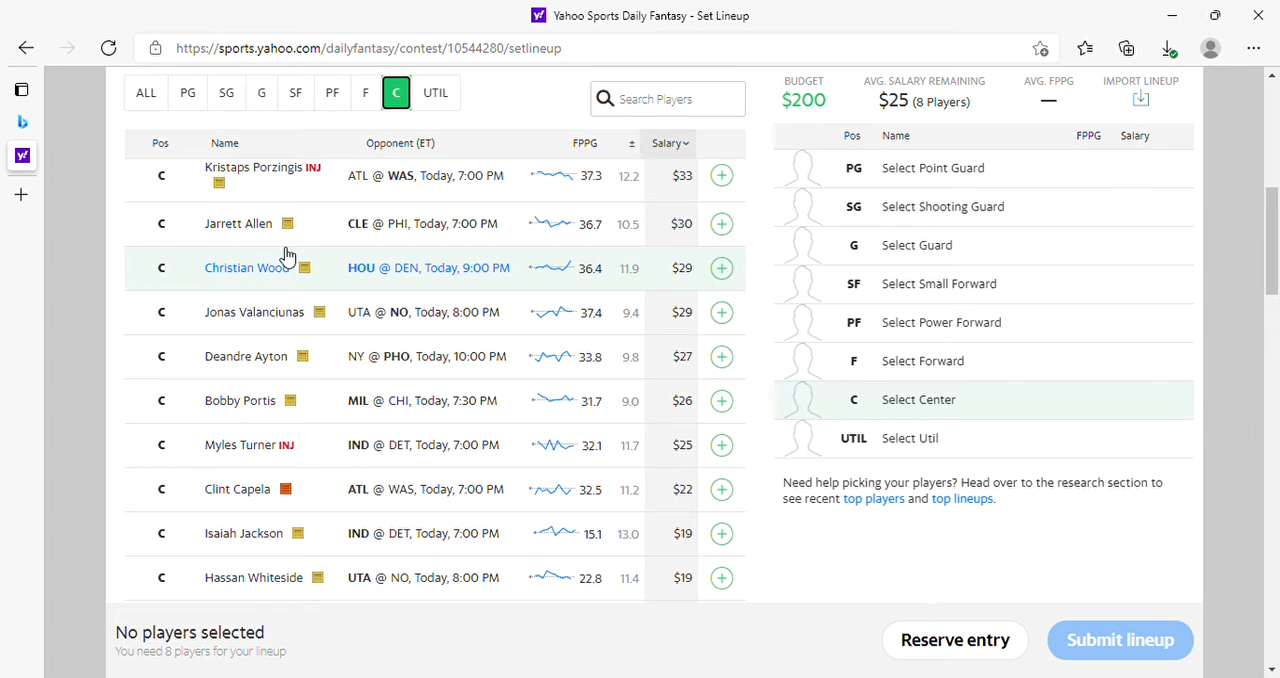 Yahoo Sports Daily Fantasy - Set Lineup
https://sports.yahoo.com/dailyfantasy/contest/10544280/setlineup
ALL PG SG G SF PF F C UTIL
Search Players
BUDGET AVG. SALARY REMAINING AVG. FPPG IMPORT LINEUP
$200 $25 (8 Players) —
Pos Name Opponent (ET) FPPG ± Salary
Kristaps Porzingis INJ
C ATL @ WAS, Today, 7:00 PM 37.3 12.2 $33
C Jarrett Allen CLE @ PHI, Today, 7:00 PM 36.7 10.5 $30
C Christian Wood HOU @ DEN, Today, 9:00 PM 36.4 11.9 $29
C Jonas Valanciunas UTA @ NO, Today, 8:00 PM 37.4 9.4 $29
C Deandre Ayton NY @ PHO, Today, 10:00 PM 33.8 9.8 $27
C Bobby Portis MIL @ CHI, Today, 7:30 PM 31.7 9.0 $26
C Myles Turner INJ IND @ DET, Today, 7:00 PM 32.1 11.7 $25
C Clint Capela ATL @ WAS, Today, 7:00 PM 32.5 11.2 $22
C Isaiah Jackson IND @ DET, Today, 7:00 PM 15.1 13.0 $19
C Hassan Whiteside UTA @ NO, Today, 8:00 PM 22.8 11.4 $19
Pos Name FPPG Salary
PG Select Point Guard
SG Select Shooting Guard
G Select Guard
SF Select Small Forward
PF Select Power Forward
F Select Forward
C Select Center
UTIL Select Util
Need help picking your players? Head over to the research section to
see recent top players and top lineups.
No players selected
You need 8 players for your lineup
Reserve entry
Submit lineup